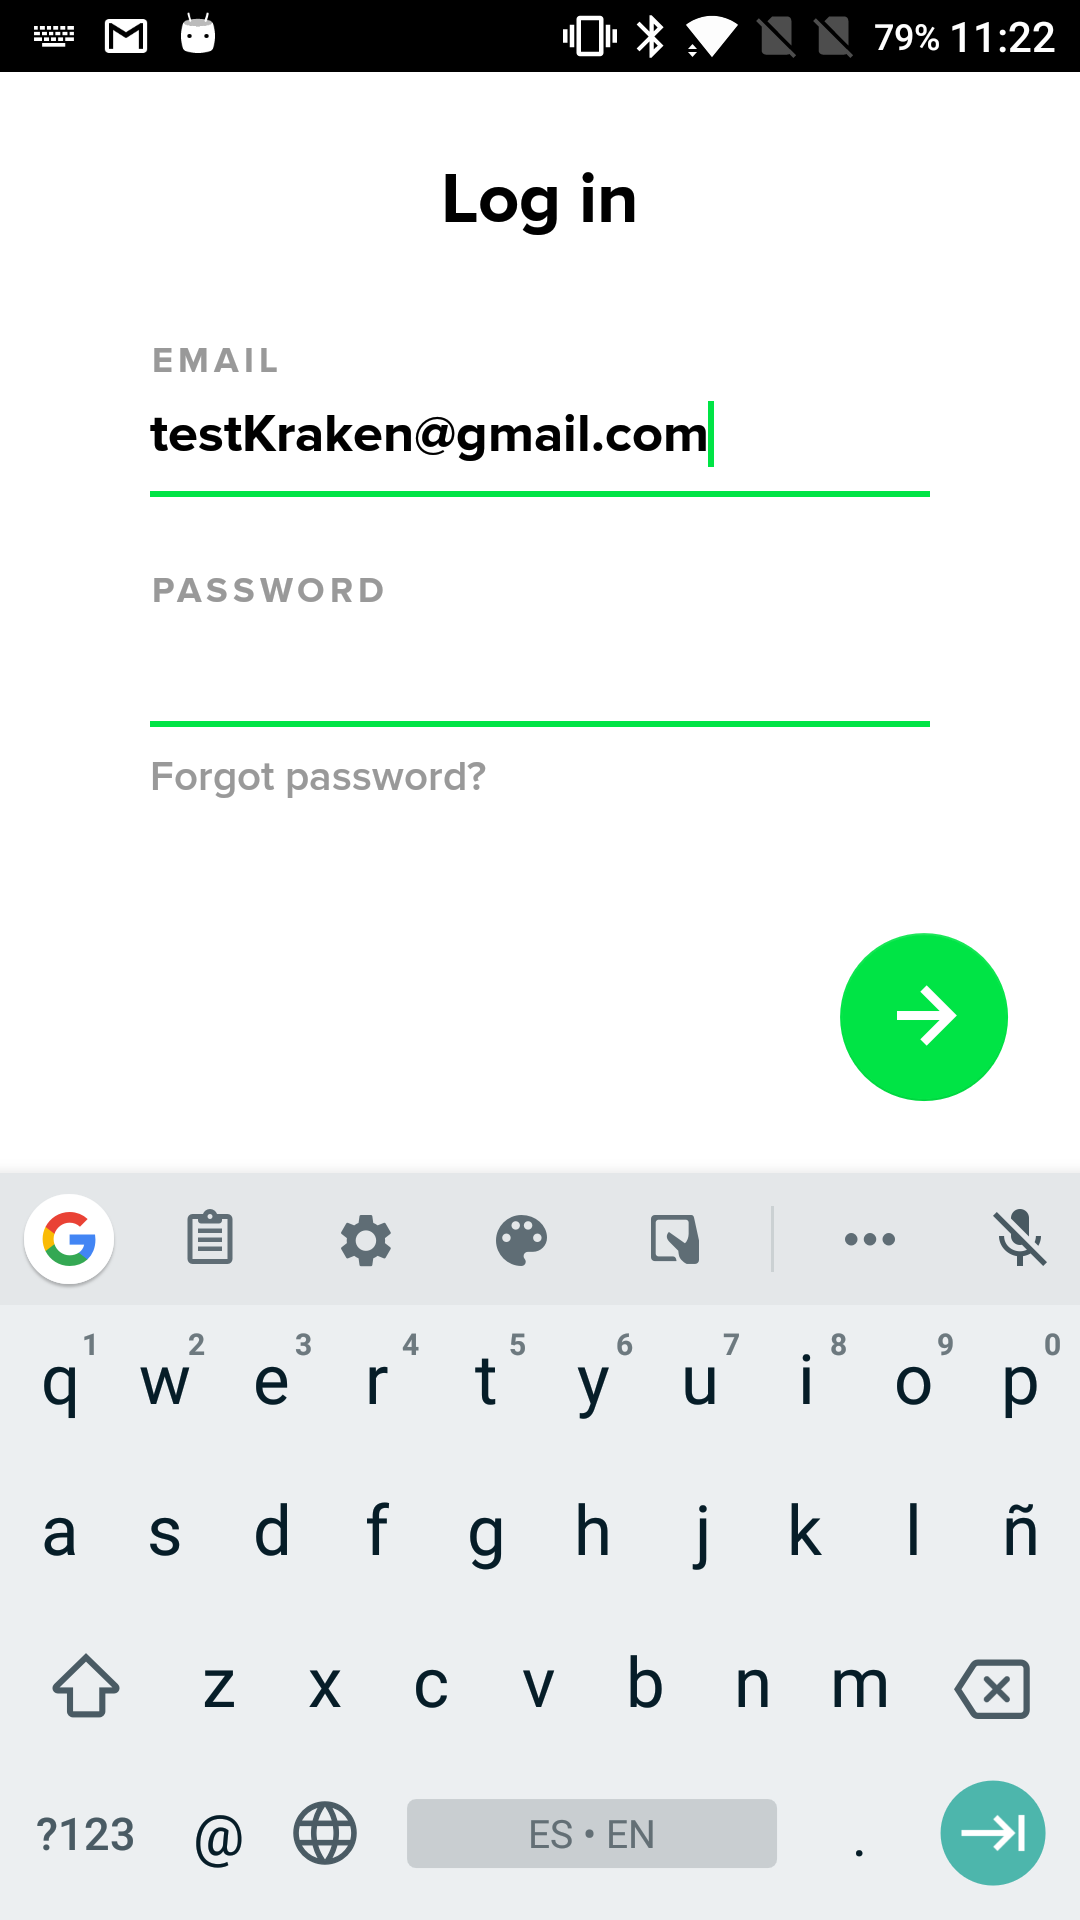 79% 11:22
Log in
EMAIL
testKraken@gmail.com
PASSWORD
Forgot password?
G
1 2 3 4 5 6 7 8 9 0
q w e r t y u i o p
a s d f g h j k l ñ
z x c v b n m
?123 @ ES • EN .